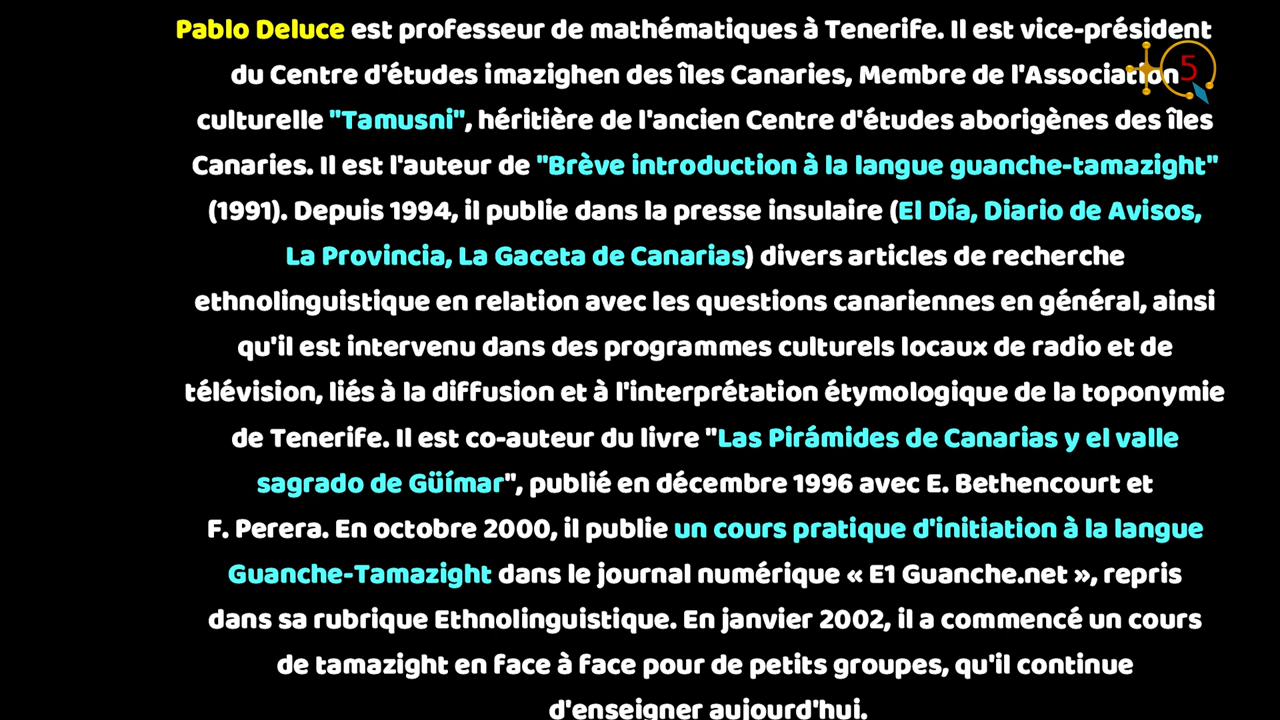 Pablo Deluce est professeur de mathématiques à Tenerife. Il est vice-président
du Centre d'études imazighen des îles Canaries, Membre de l'Association
culturelle "Tamusni", héritière de l'ancien Centre d'études aborigènes des îles
Canaries. Il est l'auteur de "Brève introduction à la langue guanche-tamazight"
(1991). Depuis 1994, il publie dans la presse insulaire (El Día, Diario de Avisos,
La Provincia, La Gaceta de Canarias) divers articles de recherche
ethnolinguistique en relation avec les questions canariennes en général, ainsi
qu'il est intervenu dans des programmes culturels locaux de radio et de
télévision, liés à la diffusion et à l'interprétation étymologique de la toponymie
de Tenerife. Il est co-auteur du livre "Las Pirámides de Canarias y el valle
sagrado de Güímar", publié en décembre 1996 avec E. Bethencourt et
F. Perera. En octobre 2000, il publie un cours pratique d'initiation à la langue
Guanche-Tamazight dans le journal numérique « E1 Guanche.net », repris
dans sa rubrique Ethnolinguistique. En janvier 2002, il a commencé un cours
de tamazight en face à face pour de petits groupes, qu'il continue
d'enseigner aujourd'hui.
5